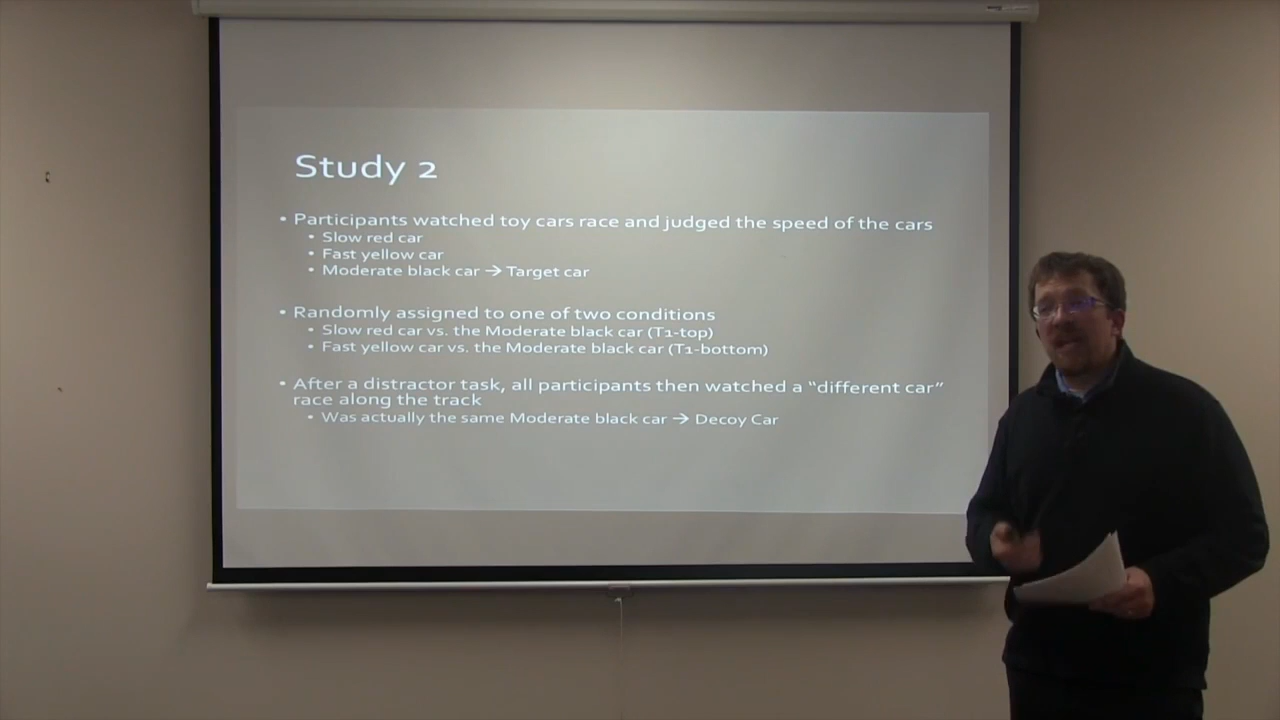 Study 2
• Participants watched toy cars race and judged the speed of the cars
• Slow red car
• Fast yellow car
• Moderate black car → Target car
• Randomly assigned to one of two conditions
• Slow red car vs. the Moderate black car (T1-top)
• Fast yellow car vs. the Moderate black car (T1-bottom)
• After a distractor task, all participants then watched a “different car”
race along the track
• Was actually the same Moderate black car → Decoy Car